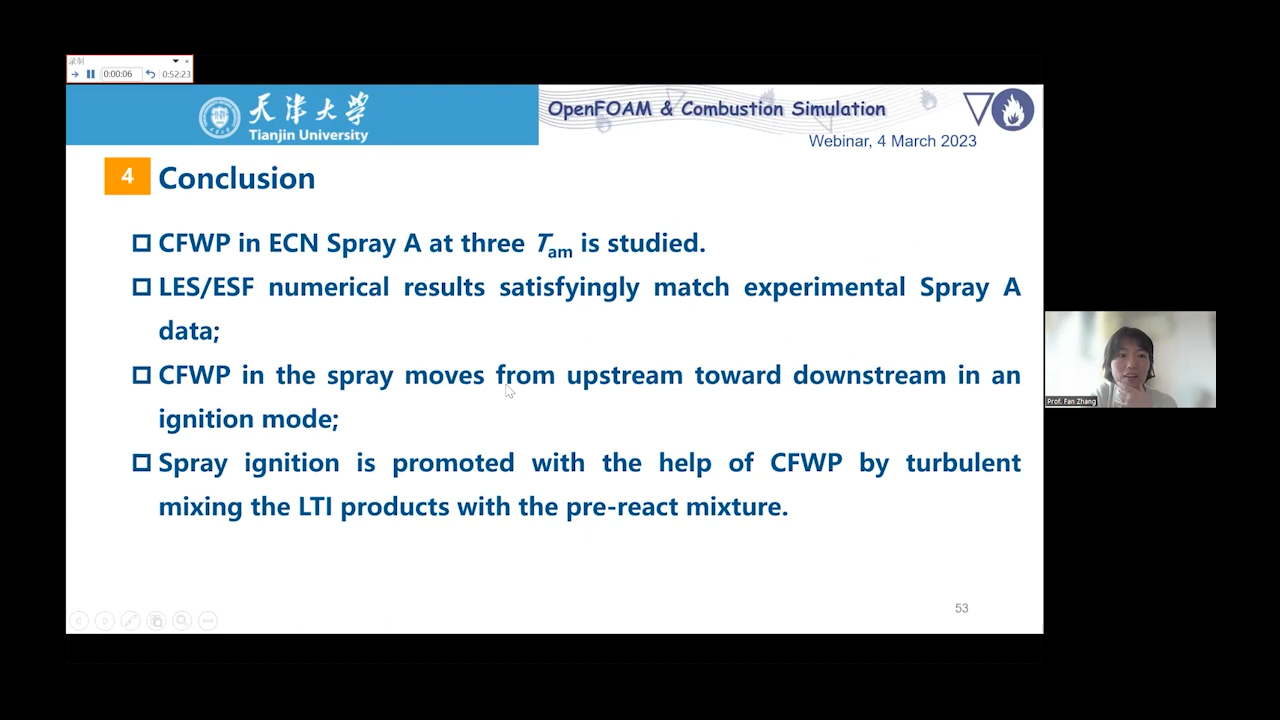 录制
0:00:06
0:52:23
天津大学
Tianjin University
OpenFOAM & Combustion Simulation
Webinar, 4 March 2023
4
Conclusion
CFWP in ECN Spray A at three Tam is studied.
LES/ESF numerical results satisfyingly match experimental Spray A
data;
CFWP in the spray moves from upstream toward downstream in an
ignition mode;
Spray ignition is promoted with the help of CFWP by turbulent
mixing the LTI products with the pre-react mixture.
53
Prof. Fan Zhang